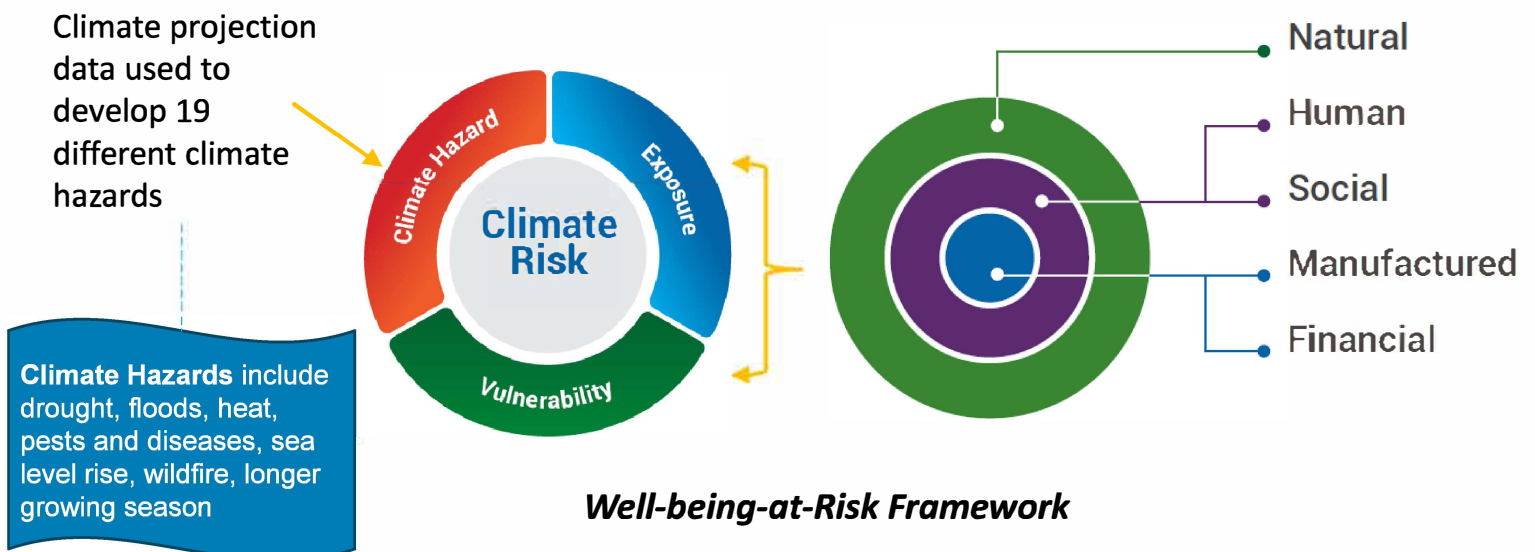 Climate projection
data used to
develop 19
different climate
hazards
Climate Hazard
Exposure
Vulnerability
Climate
Risk
Natural
Human
Social
Manufactured
Financial
Climate Hazards include
drought, floods, heat,
pests and diseases, sea
level rise, wildfire, longer
growing season
Well-being-at-Risk Framework